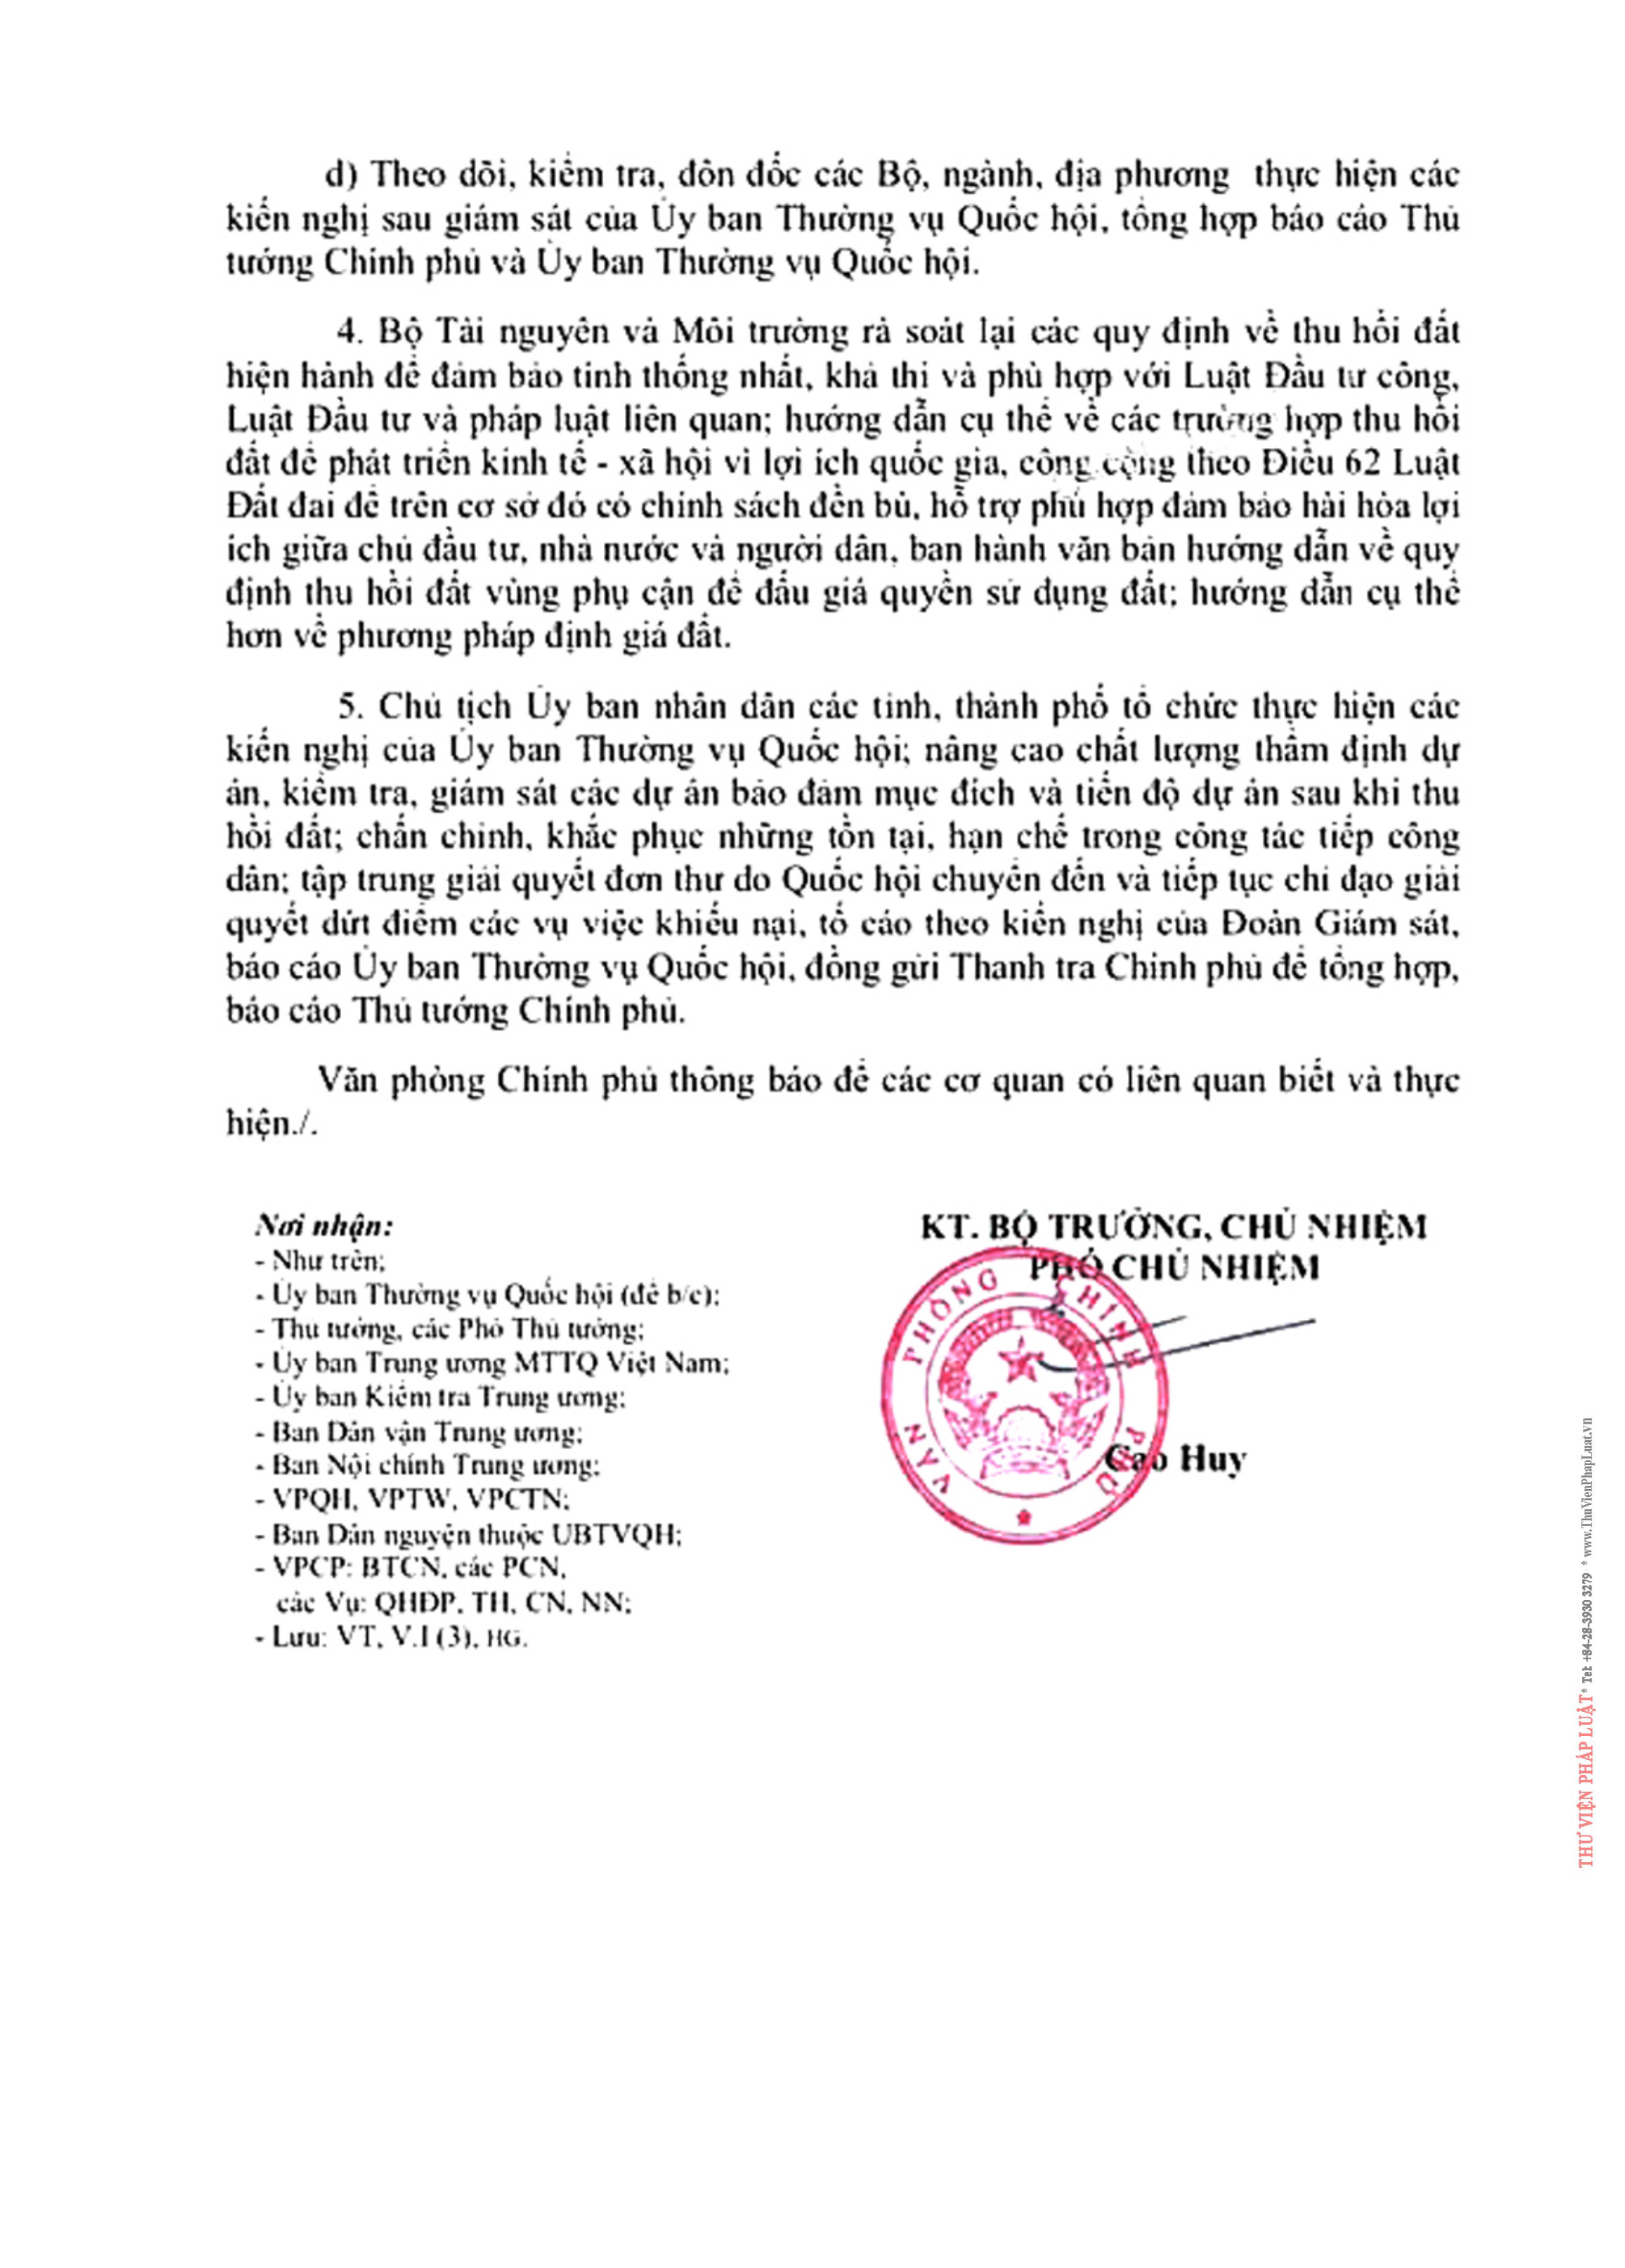 d) Theo dõi, kiểm tra, đôn đốc các Bộ, ngành, địa phương thực hiện các
kiến nghị sau giám sát của Ủy ban Thường vụ Quốc hội, tổng hợp báo cáo Thủ
tướng Chính phủ và Ủy ban Thường vụ Quốc hội.
4. Bộ Tài nguyên và Môi trường rà soát lại các quy định về thu hồi đất
hiện hành để đảm bảo tính thống nhất, khả thi và phù hợp với Luật Đầu tư công,
Luật Đầu tư và pháp luật liên quan; hướng dẫn cụ thể về các trường hợp thu hồi
đất để phát triển kinh tế - xã hội vì lợi ích quốc gia, công cộng theo Điều 62 Luật
Đất đai để trên cơ sở đó có chính sách đền bù, hỗ trợ phù hợp đảm bảo hài hòa lợi
ích giữa chủ đầu tư, nhà nước và người dân, ban hành văn bản hướng dẫn về quy
định thu hồi đất vùng phụ cận để đấu giá quyền sử dụng đất; hướng dẫn cụ thể
hơn về phương pháp định giá đất.
5. Chủ tịch Ủy ban nhân dân các tỉnh, thành phố tổ chức thực hiện các
kiến nghị của Ủy ban Thường vụ Quốc hội; nâng cao chất lượng thẩm định dự
án, kiểm tra, giám sát các dự án bảo đảm mục đích và tiến độ dự án sau khi thu
hồi đất; chấn chỉnh, khắc phục những tồn tại, hạn chế trong công tác tiếp công
dân; tập trung giải quyết đơn thư do Quốc hội chuyển đến và tiếp tục chỉ đạo giải
quyết dứt điểm các vụ việc khiếu nại, tố cáo theo kiến nghị của Đoàn Giám sát,
báo cáo Ủy ban Thường vụ Quốc hội, đồng gửi Thanh tra Chính phủ để tổng hợp,
báo cáo Thủ tướng Chính phủ.
Văn phòng Chính phủ thông báo để các cơ quan có liên quan biết và thực
hiện./.
Nơi nhận:
- Như trên;
- Ủy ban Thường vụ Quốc hội (để b/c);
- Thủ tướng, các Phó Thủ tướng;
- Ủy ban Trung ương MTTQ Việt Nam;
- Ủy ban Kiểm tra Trung ương;
- Ban Dân vận Trung ương;
- Ban Nội chính Trung ương;
- VPQH, VPTW, VPCTN;
- Ban Dân nguyện thuộc UBTVQH;
- VPCP: BTCN, các PCN,
các Vụ: QHĐP, TH, CN, NN;
- Lưu: VT, V.I (3), HG.
KT. BỘ TRƯỞNG, CHỦ NHIỆM
PHÓ CHỦ NHIỆM
VĂN PHÒNG CHÍNH PHỦ
Cao Huy
THƯ VIỆN PHÁP LUẬT * Tel: +84-28-3930 3279 * www.ThuVienPhapLuat.vn